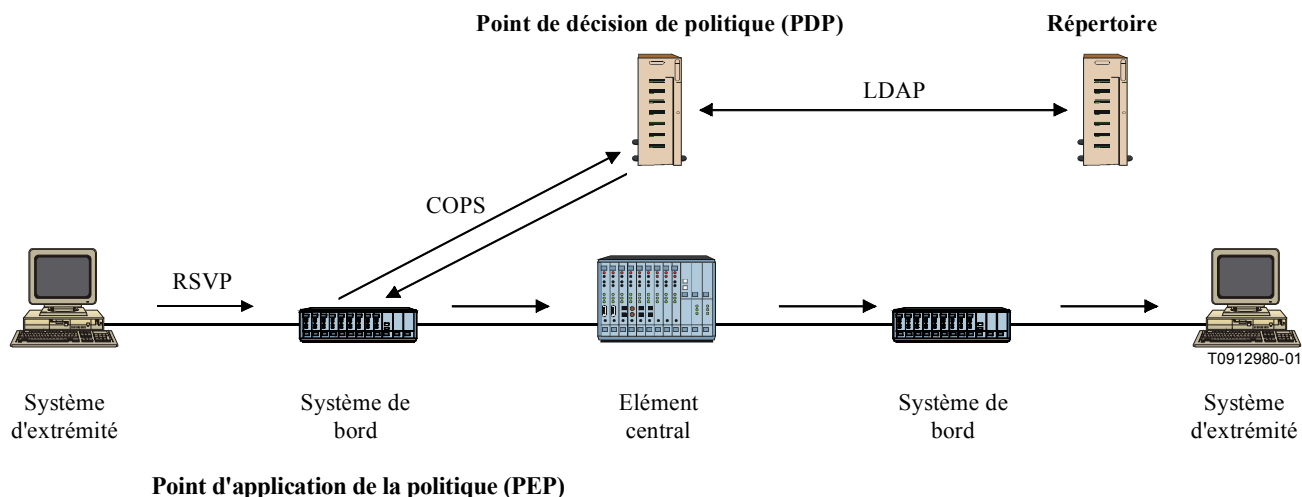 Point de décision de politique (PDP)
Répertoire
LDAP
COPS
RSVP
T0912980-01
Système
d'extrémité
Système de
bord
Elément
central
Système de
bord
Système
d'extrémité
Point d'application de la politique (PEP)